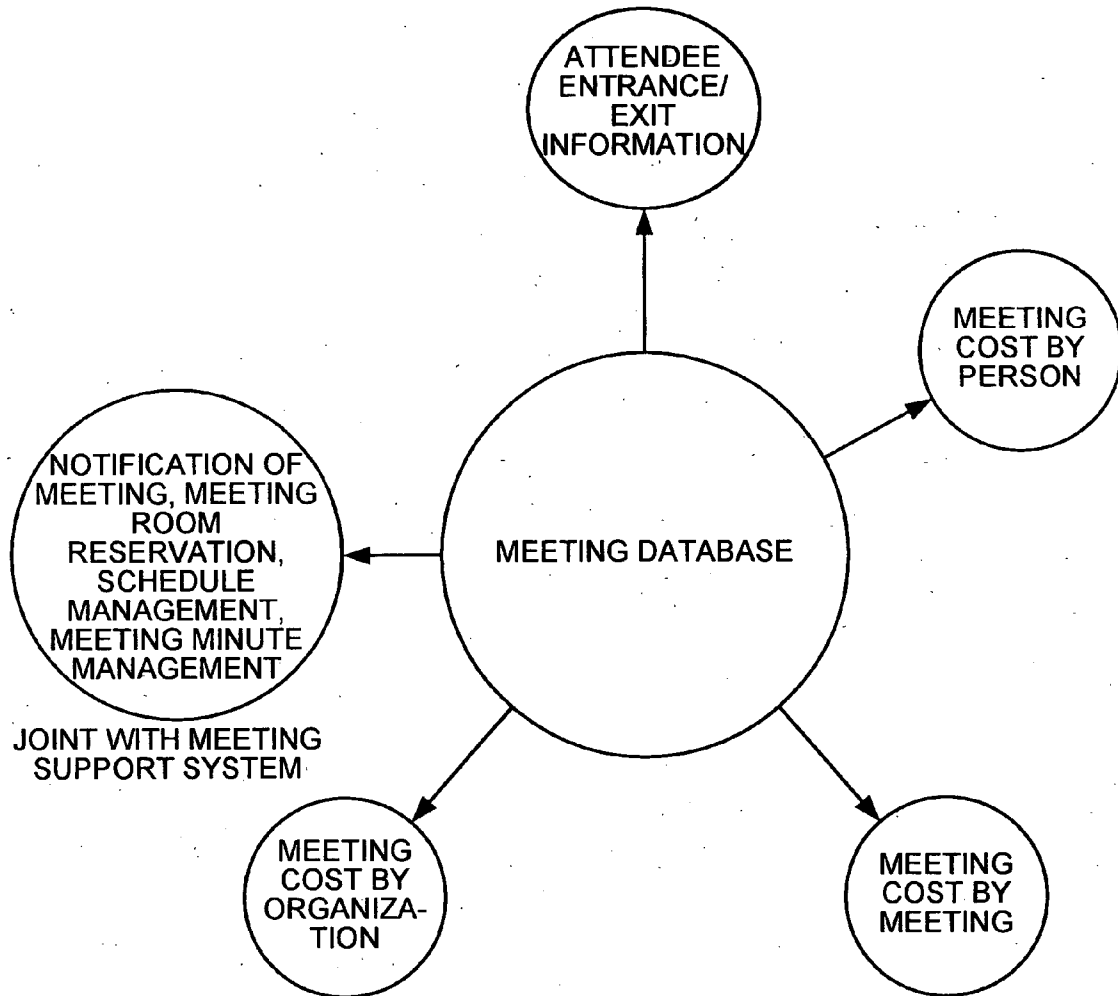 ATTENDEE
ENTRANCE/
EXIT
INFORMATION
MEETING
COST BY
PERSON
NOTIFICATION OF
MEETING, MEETING
ROOM
RESERVATION,
SCHEDULE
MANAGEMENT,
MEETING MINUTE
MANAGEMENT
MEETING DATABASE
JOINT WITH MEETING
SUPPORT SYSTEM
MEETING
COST BY
ORGANIZA-
TION
MEETING
COST BY
MEETING